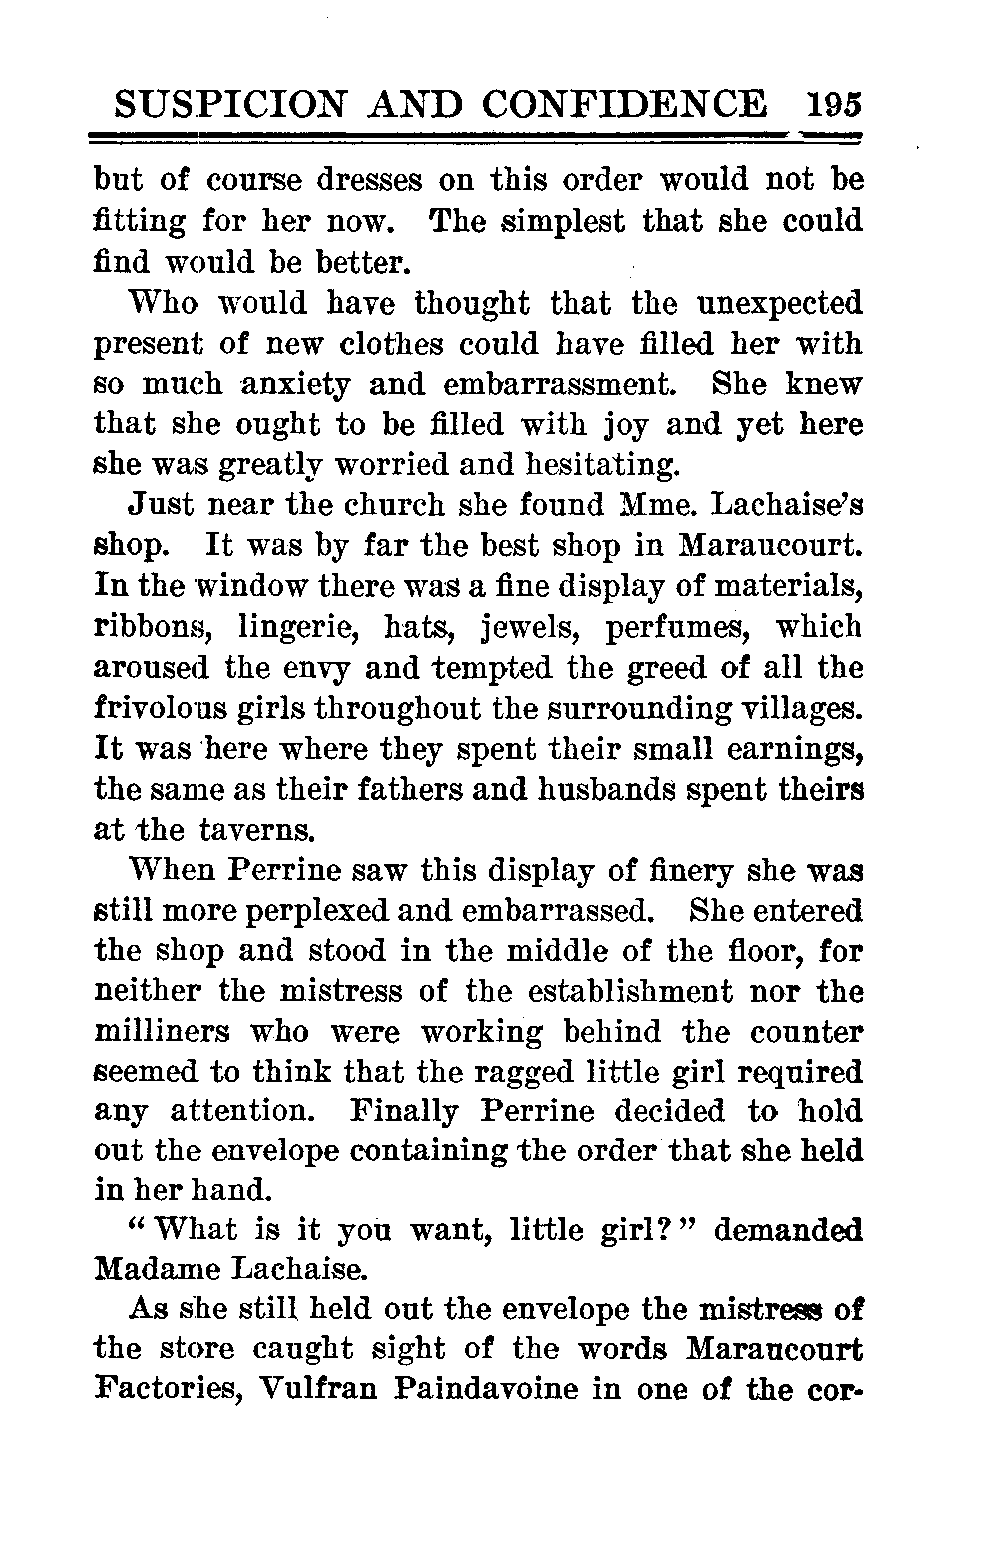 SUSPICION AND CONFIDENCE 195
but of course dresses on this order would not be
fitting for her now. The simplest that she could
find would be better.
Who would have thought that the unexpected
present of new clothes could have filled her with
so much anxiety and embarrassment. She knew
that she ought to be filled with joy and yet here
she was greatly worried and hesitating.
Just near the church she found Mme. Lachaise's
shop. It was by far the best shop in Maraucourt.
In the window there was a fine display of materials,
ribbons, lingerie, hats, jewels, perfumes, which
aroused the envy and tempted the greed of all the
frivolous girls throughout the surrounding villages.
It was here where they spent their small earnings,
the same as their fathers and husbands spent theirs
at the taverns.
When Perrine saw this display of finery she was
still more perplexed and embarrassed. She entered
the shop and stood in the middle of the floor, for
neither the mistress of the establishment nor the
milliners who were working behind the counter
seemed to think that the ragged little girl required
any attention. Finally Perrine decided to hold
out the envelope containing the order that she held
in her hand.
“ What is it you want, little girl? ” demanded
Madame Lachaise.
As she still held out the envelope the mistress of
the store caught sight of the words Maraucourt
Factories, Vulfran Paindavoine in one of the cor-